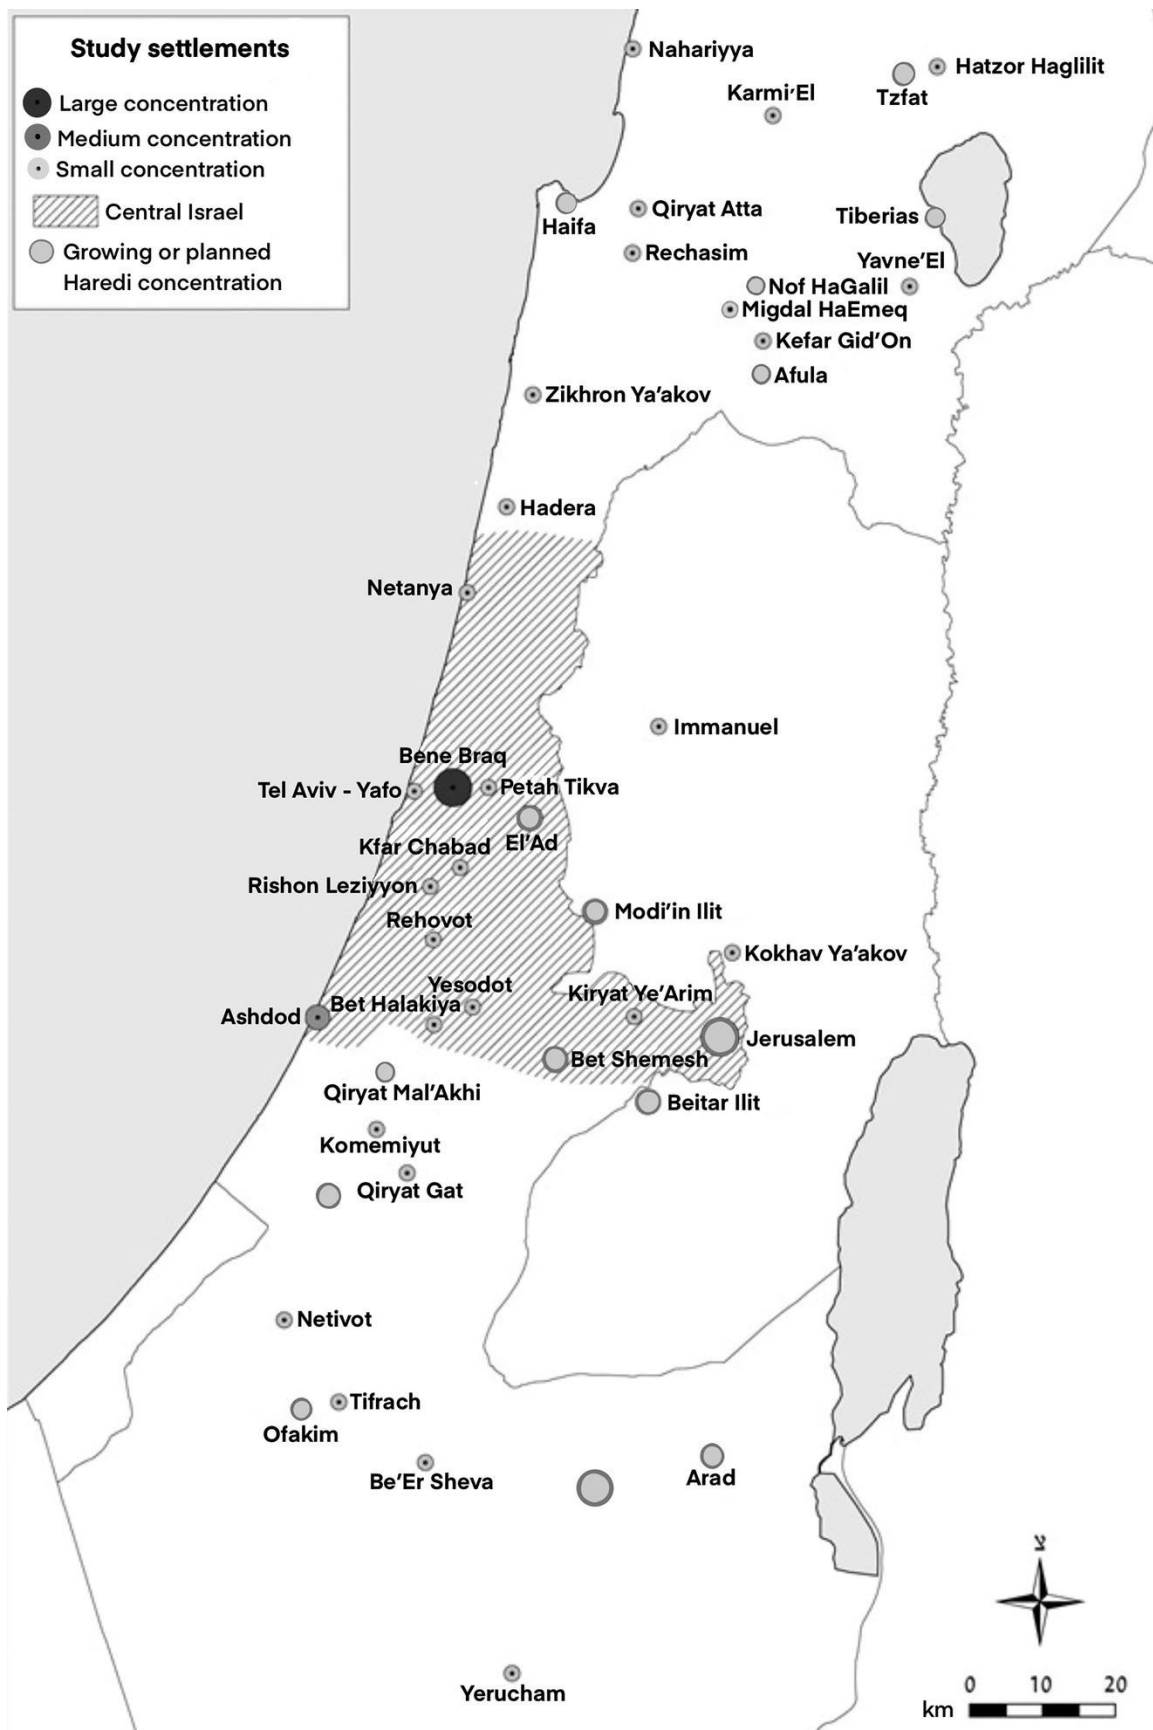 Study settlements
Large concentration
Medium concentration
Small concentration
Central Israel
Growing or planned
Haredi concentration
Nahariyya
Hatzor Haglilit
Tzfat
Karmi'El
Qiryat Atta
Haifa
Tiberias
Rechasim
Yavne'El
Nof HaGalil
Migdal HaEmeq
Kefar Gid'On
Afula
Zikhron Ya'akov
Hadera
Netanya
Immanuel
Bene Braq
Tel Aviv - Yafo
Petah Tikva
El'Ad
Kfar Chabad
Rishon Leziyyon
Modi'in Ilit
Rehovot
Kokhav Ya'akov
Yesodot
Kiryat Ye'Arim
Bet Halakiya
Ashdod
Jerusalem
Bet Shemesh
Qiryat Mal'Akhi
Beitar Ilit
Komemiyut
Qiryat Gat
Netivot
Tifrach
Ofakim
Be'Er Sheva
Arad
Yerucham
N
0 10 20
km